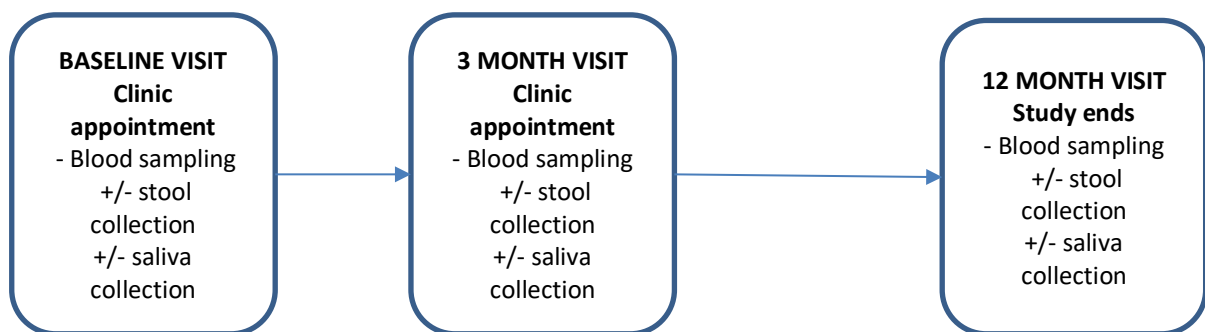 BASELINE VISIT
Clinic
appointment
- Blood sampling
+/- stool
collection
+/- saliva
collection
3 MONTH VISIT
Clinic
appointment
- Blood sampling
+/- stool
collection
+/- saliva
collection
12 MONTH VISIT
Study ends
- Blood sampling
+/- stool
collection
+/- saliva
collection